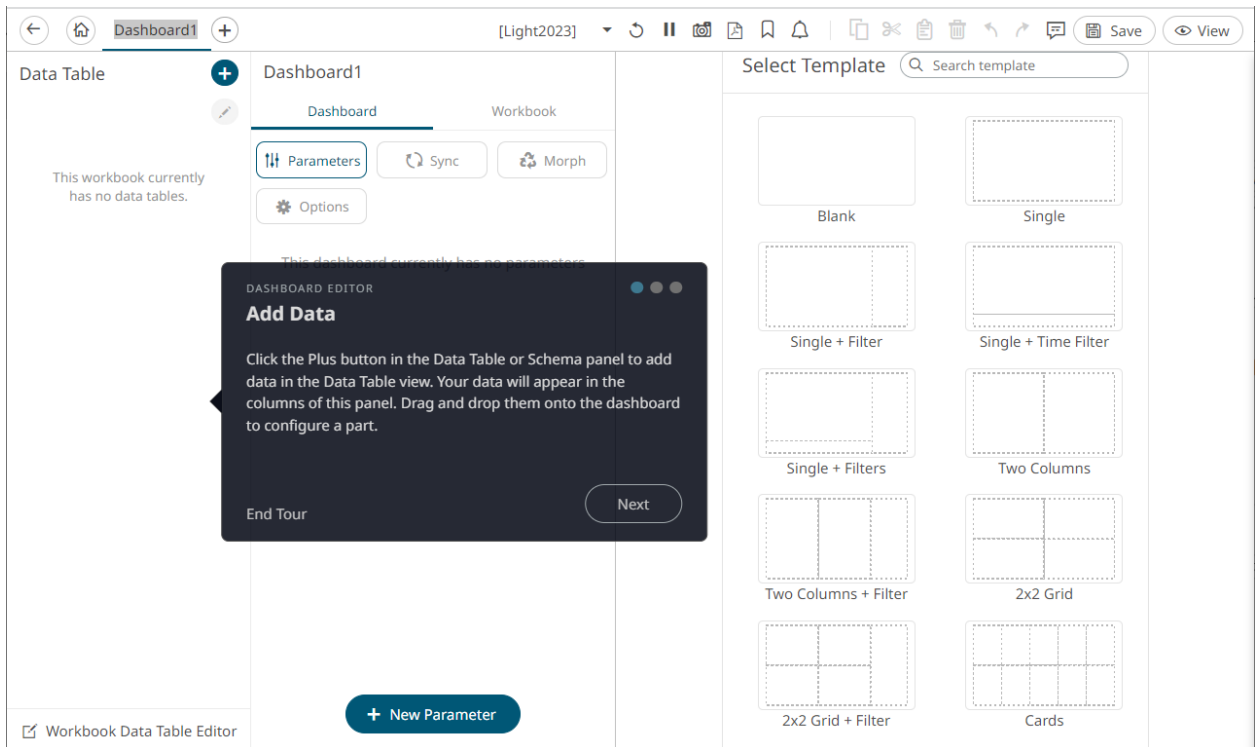 Dashboard1
[Light2023]
Save
View
Data Table
This workbook currently
has no data tables.
Workbook Data Table Editor
Dashboard1
Dashboard
Workbook
Parameters
Sync
Morph
Options
This dashboard currently has no parameters
DASHBOARD EDITOR
Add Data
Click the Plus button in the Data Table or Schema panel to add
data in the Data Table view. Your data will appear in the
columns of this panel. Drag and drop them onto the dashboard
to configure a part.
End Tour
Next
New Parameter
Select Template
Search template
Blank
Single
Single + Filter
Single + Time Filter
Single + Filters
Two Columns
Two Columns + Filter
2x2 Grid
2x2 Grid + Filter
Cards